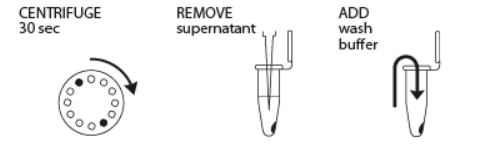 CENTRIFUGE
30 sec
REMOVE
supernatant
ADD
wash
buffer